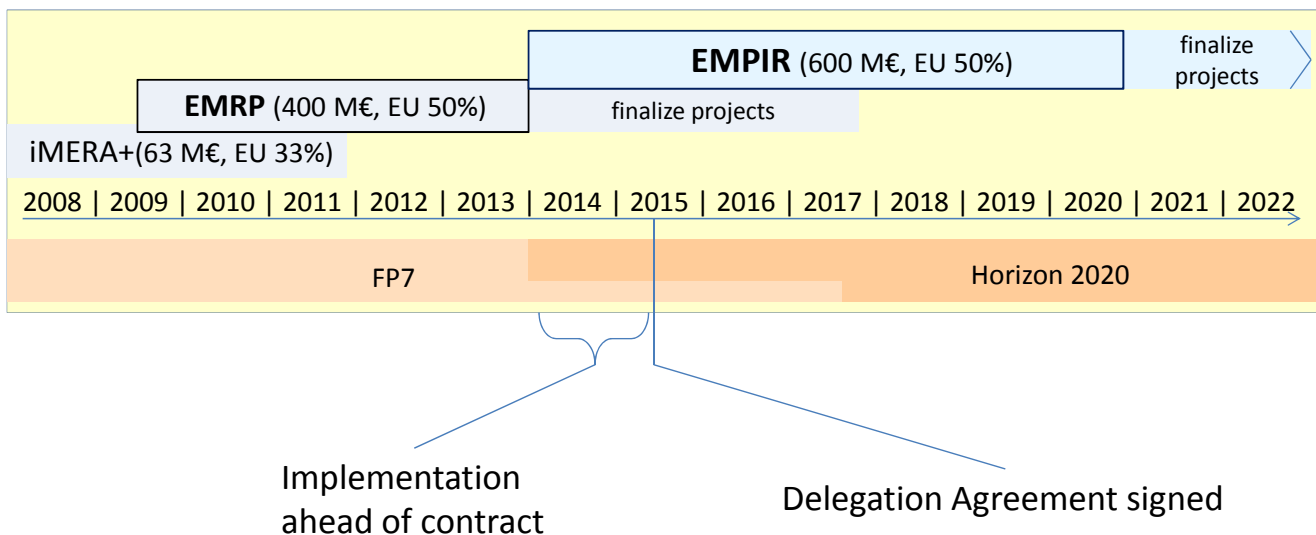 EMPIR (600 M€, EU 50%)
finalize
projects
EMRP (400 M€, EU 50%)
finalize projects
iMERA+(63 M€, EU 33%)
2008 | 2009 | 2010 | 2011 | 2012 | 2013 | 2014 | 2015 | 2016 | 2017 | 2018 | 2019 | 2020 | 2021 | 2022
FP7
Horizon 2020
Implementation
ahead of contract
Delegation Agreement signed